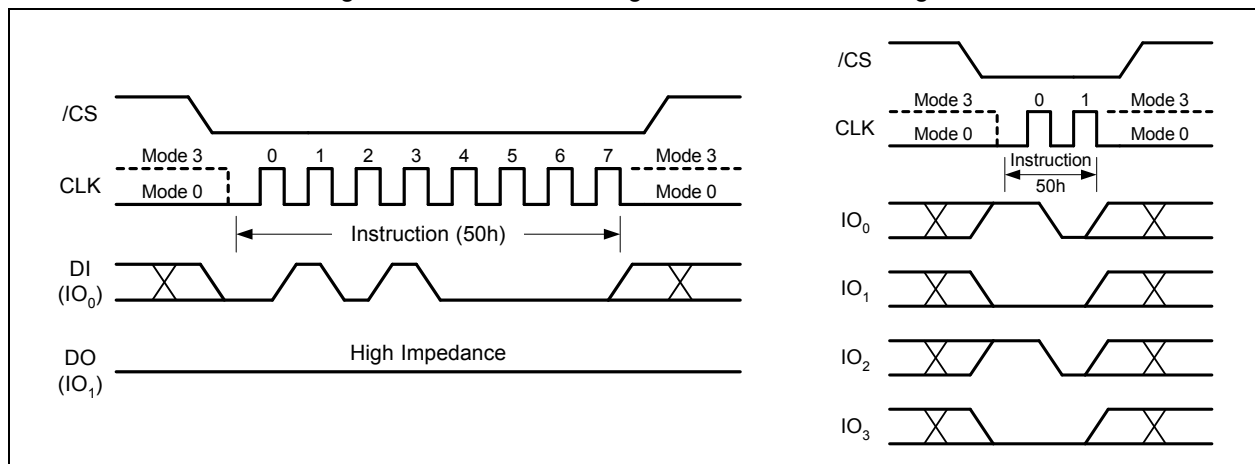 /CS
Mode 3 0 1 2 3 4 5 6 7 Mode 3
CLK
Mode 0 Mode 0
Instruction (50h)
DI
(IO0)
High Impedance
DO
(IO1)
/CS
Mode 3 0 1 Mode 3
CLK
Mode 0 Mode 0
Instruction
50h
IO0
IO1
IO2
IO3